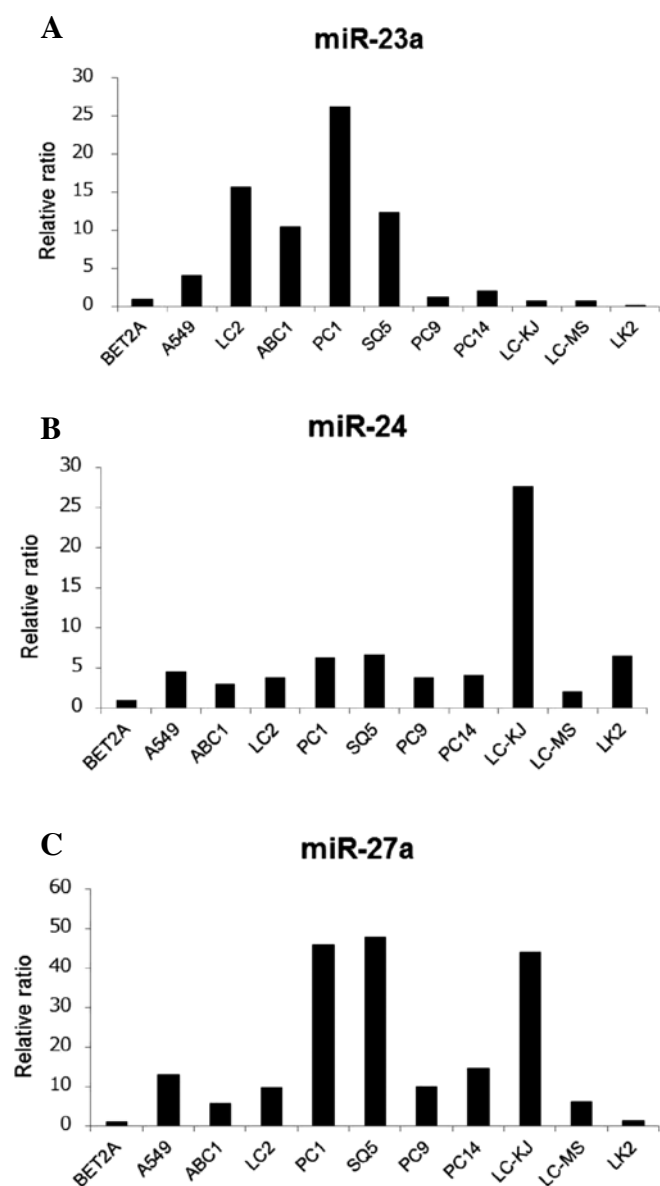 A
miR-23a
Relative ratio
30
25
20
15
10
5
0
BET2A A549 LC2 ABC1 PC1 SQ5 PC9 PC14 LC-KJ LC-MS LK2
B
miR-24
Relative ratio
30
25
20
15
10
5
0
BET2A A549 ABC1 LC2 PC1 SQ5 PC9 PC14 LC-KJ LC-MS LK2
C
miR-27a
Relative ratio
60
50
40
30
20
10
0
BET2A A549 ABC1 LC2 PC1 SQ5 PC9 PC14 LC-KJ LC-MS LK2